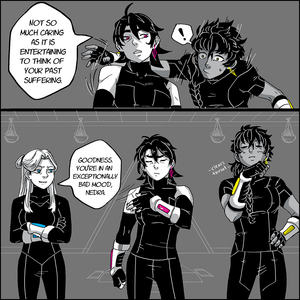 NOT SO
MUCH CARING
AS IT IS
ENTERTAINING
TO THINK OF
YOUR PAST
SUFFERING.
!
GOODNESS.
YOU'RE IN AN
EXCEPTIONALLY
BAD MOOD,
NEDRA.